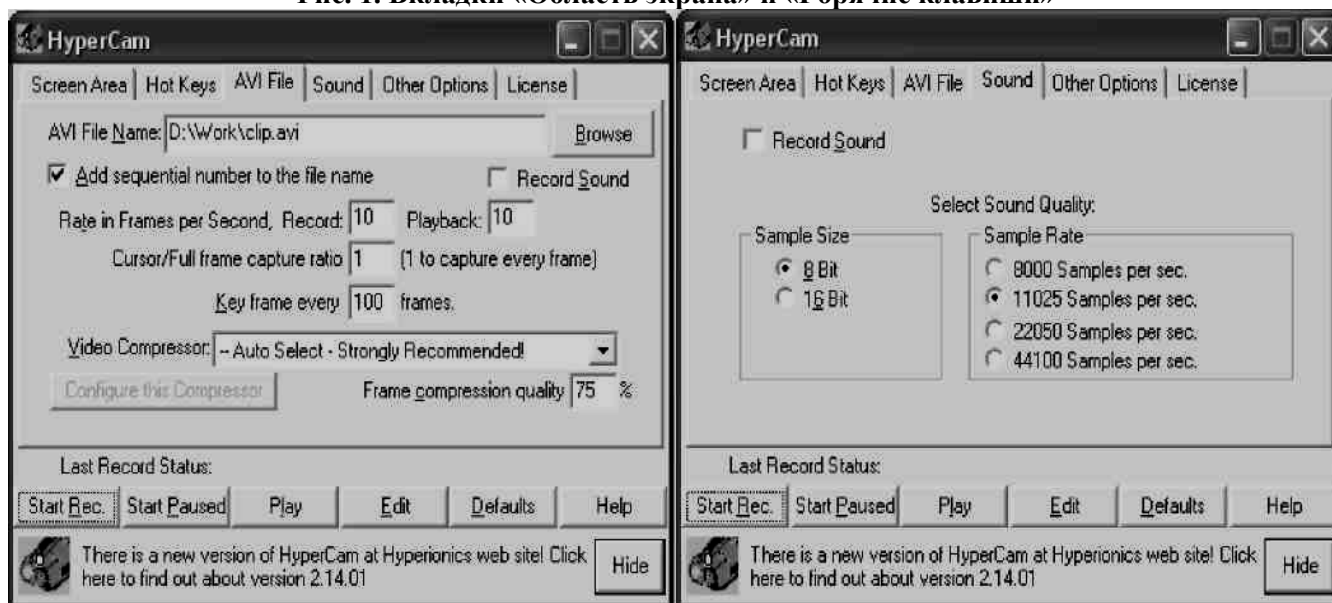 Рис. 1. Вкладки «Область экрана» и «Горячие клавиши»
HyperCam
Screen Area Hot Keys AVI File Sound Other Options License
AVI File Name: D:\Work\clip.avi Browse
Add sequential number to the file name Record Sound
Rate in Frames per Second, Record: 10 Playback: 10
Cursor/Full frame capture ratio 1 (1 to capture every frame)
Key frame every 100 frames.
Video Compressor: -- Auto Select - Strongly Recommended!
Configure this Compressor Frame compression quality 75 %
Last Record Status:
Start Rec. Start Paused Play Edit Defaults Help
There is a new version of HyperCam at Hyperionics web site! Click
here to find out about version 2.14.01
Hide
HyperCam
Screen Area Hot Keys AVI File Sound Other Options License
Record Sound
Select Sound Quality:
Sample Size
8 Bit
16 Bit
Sample Rate
8000 Samples per sec.
11025 Samples per sec.
22050 Samples per sec.
44100 Samples per sec.
Last Record Status:
Start Rec. Start Paused Play Edit Defaults Help
There is a new version of HyperCam at Hyperionics web site! Click
here to find out about version 2.14.01
Hide